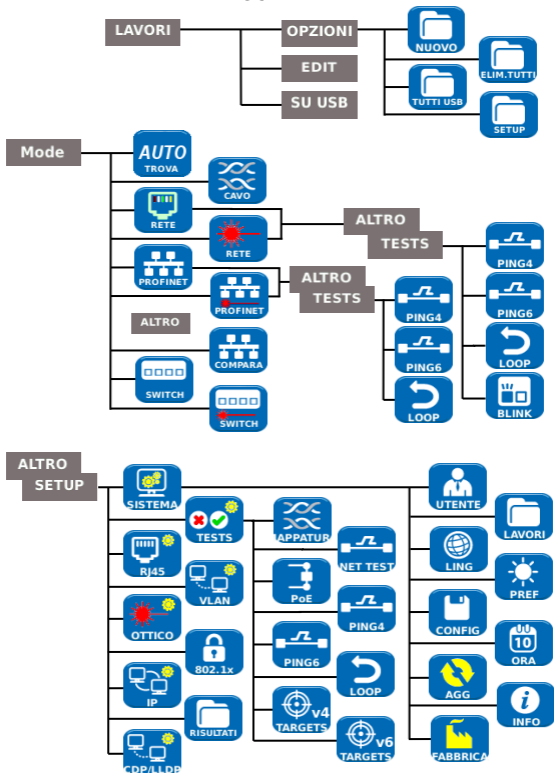 LAVORI
OPZIONI
NUOVO
EDIT
ELIM.TUTTI
SU USB
TUTTI USB
SETUP
Mode
AUTO
TROVA
CAVO
RETE
RETE
ALTRO
TESTS
PING4
PROFINET
PROFINET
ALTRO
TESTS
PING4
PING6
ALTRO
COMPARA
PING6
LOOP
SWITCH
SWITCH
LOOP
BLINK
ALTRO
SETUP
SISTEMA
TESTS
APPATUR
UTENTE
LAVORI
RJ45
VLAN
PoE
NET TEST
LING
PREF
OTTICO
802.1x
PING6
PING4
CONFIG
10
ORA
IP
RISULTATI
v4
TARGETS
LOOP
AGG
i
INFO
CDP/LLDP
v6
TARGETS
FABBRICA